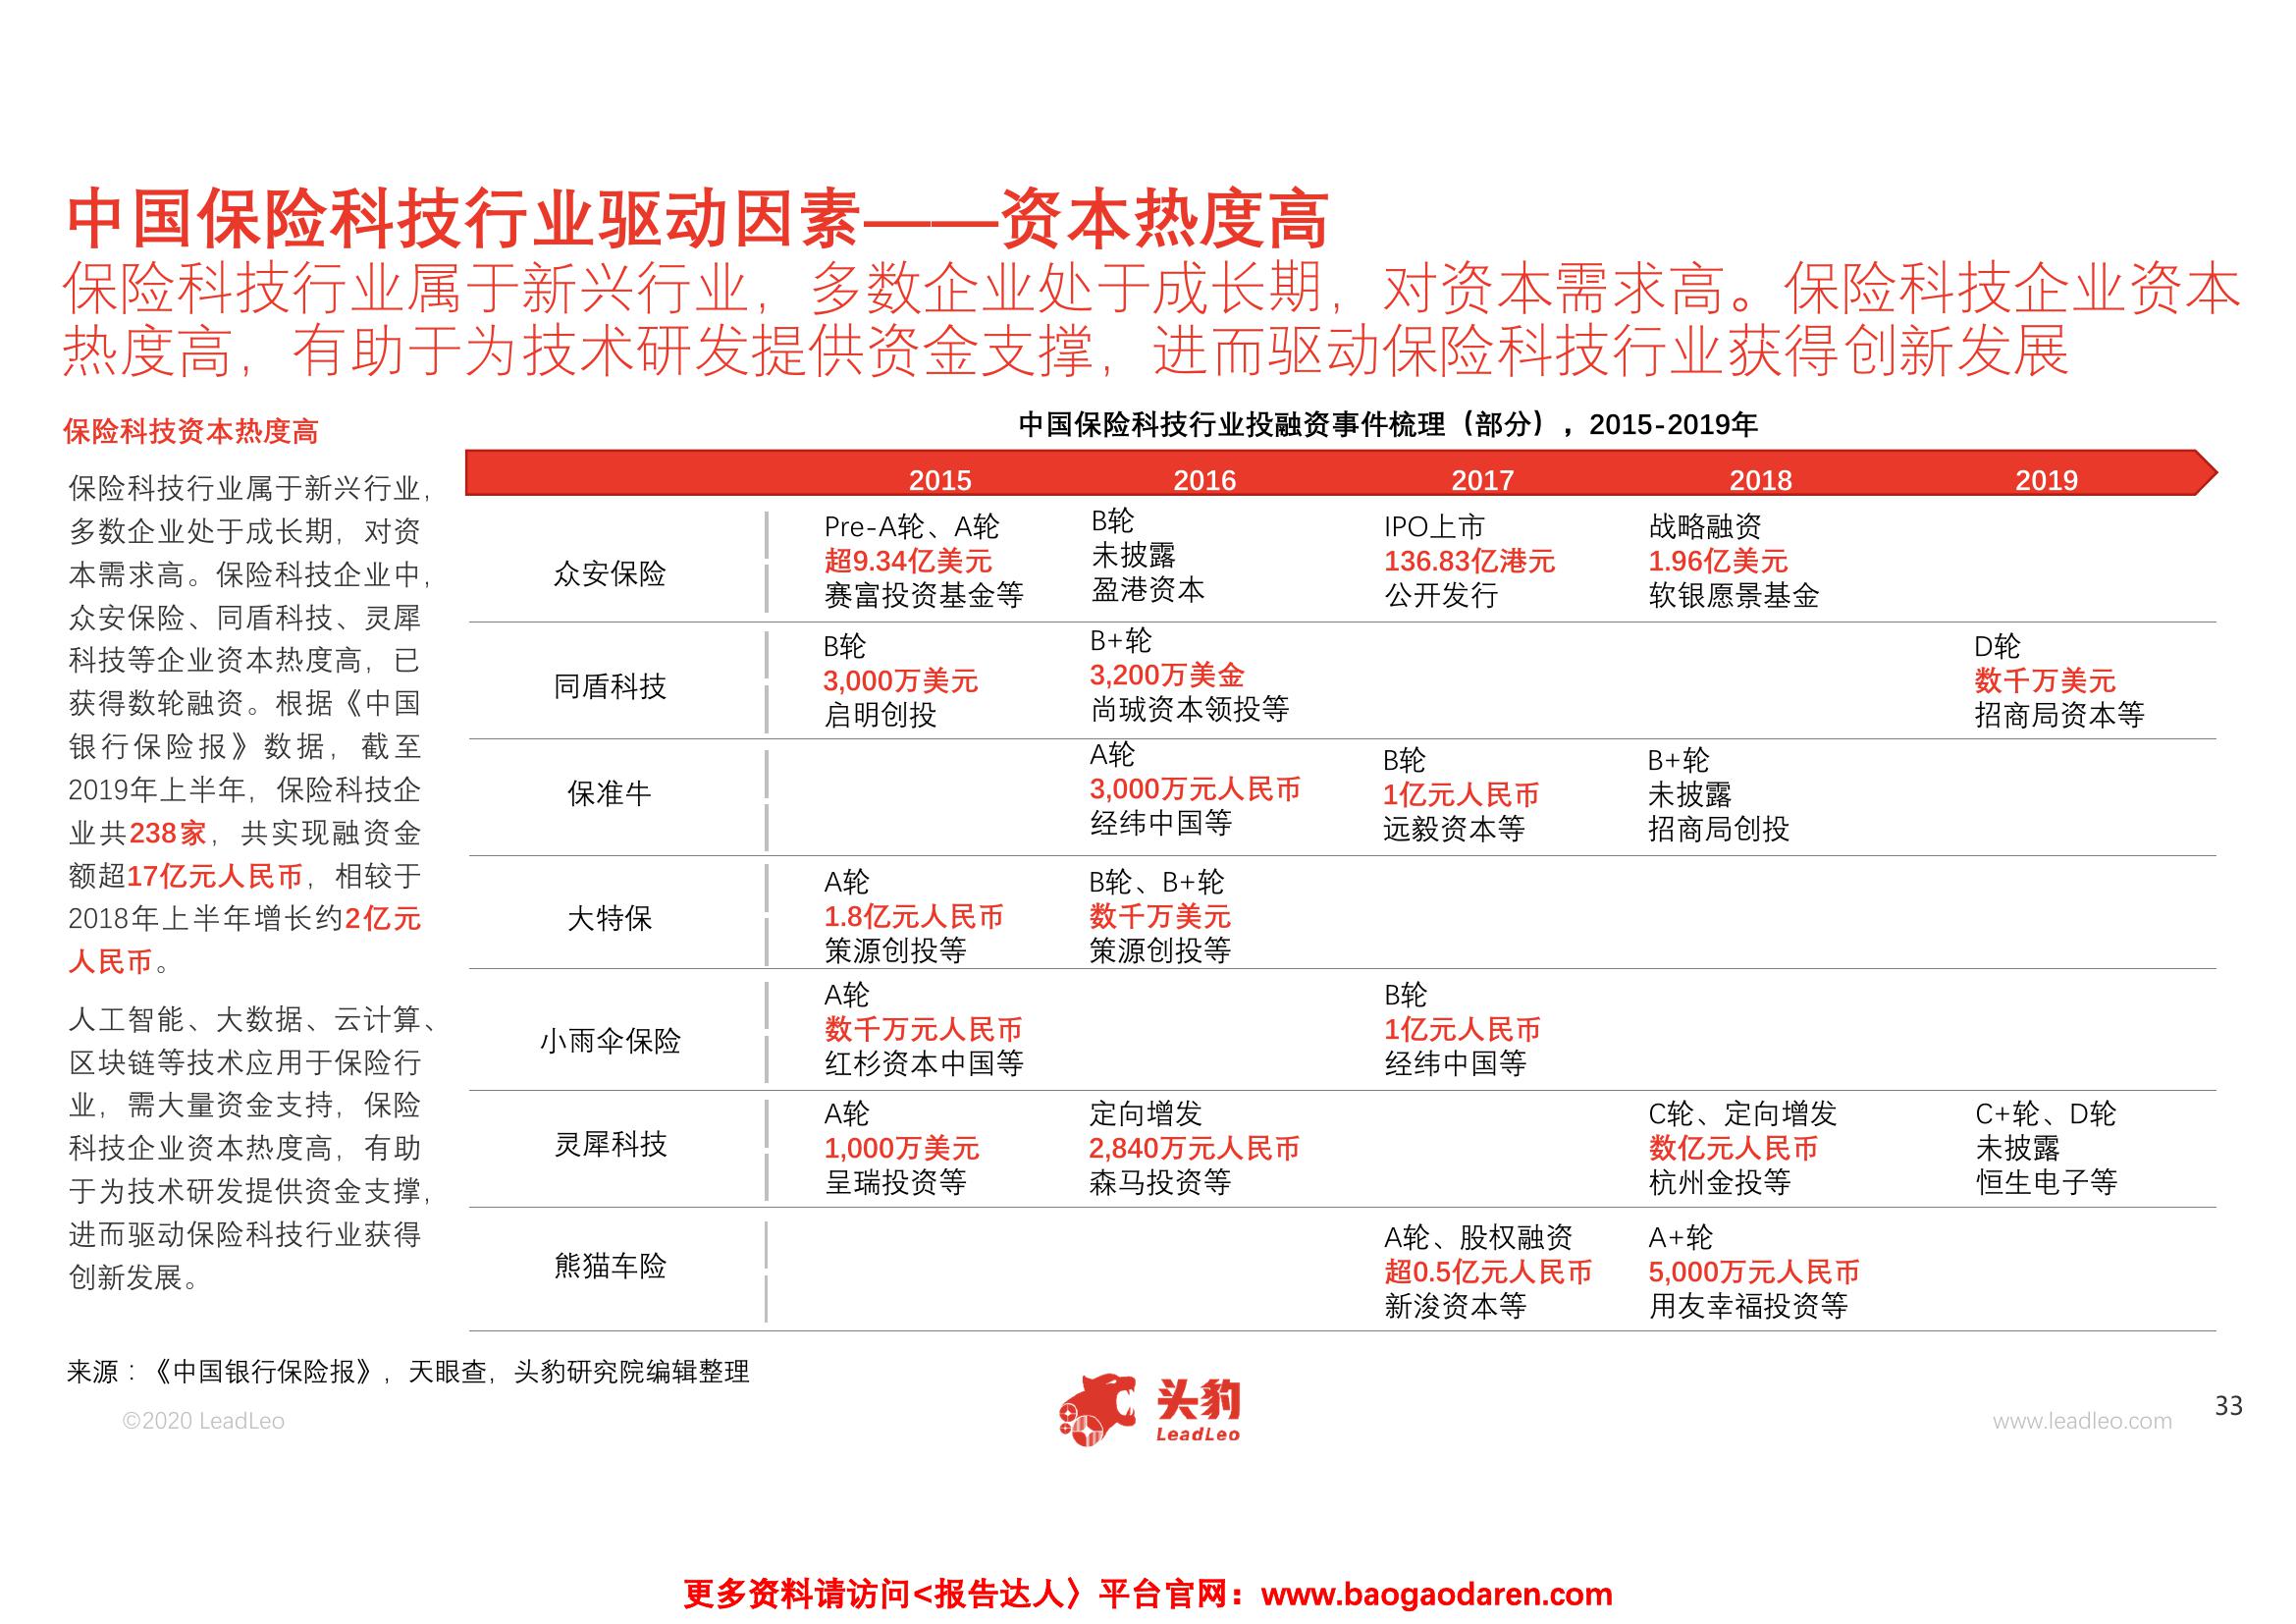 中国保险科技行业驱动因素——资本热度高
保险科技行业属于新兴行业，多数企业处于成长期，对资本需求高。保险科技企业资本
热度高，有助于为技术研发提供资金支撑，进而驱动保险科技行业获得创新发展
保险科技资本热度高
保险科技行业属于新兴行业，
多数企业处于成长期，对资
本需求高。保险科技企业中，
众安保险、同盾科技、灵犀
科技等企业资本热度高，已
获得数轮融资。根据《中国
银行保险报》数据，截至
2019年上半年，保险科技企
业共238家，共实现融资金
额超17亿元人民币，相较于
2018年上半年增长约2亿元
人民币。
人工智能、大数据、云计算、
区块链等技术应用于保险行
业，需大量资金支持，保险
科技企业资本热度高，有助
于为技术研发提供资金支撑，
进而驱动保险科技行业获得
创新发展。
中国保险科技行业投融资事件梳理（部分），2015-2019年
2015 2016 2017 2018 2019
众安保险
Pre-A轮、A轮
超9.34亿美元
赛富投资基金等
B轮
未披露
盈港资本
IPO上市
136.83亿港元
公开发行
战略融资
1.96亿美元
软银愿景基金
同盾科技
B轮
3,000万美元
启明创投
B+轮
3,200万美金
尚珹资本领投等
D轮
数千万美元
招商局资本等
保准牛
A轮
3,000万元人民币
经纬中国等
B轮
1亿元人民币
远毅资本等
B+轮
未披露
招商局创投
大特保
A轮
1.8亿元人民币
策源创投等
B轮、B+轮
数千万美元
策源创投等
小雨伞保险
A轮
数千万元人民币
红杉资本中国等
B轮
1亿元人民币
经纬中国等
灵犀科技
A轮
1,000万美元
呈瑞投资等
定向增发
2,840万元人民币
森马投资等
C轮、定向增发
数亿元人民币
杭州金投等
C+轮、D轮
未披露
恒生电子等
熊猫车险
A轮、股权融资
超0.5亿元人民币
新浚资本等
A+轮
5,000万元人民币
用友幸福投资等
来源：《中国银行保险报》，天眼查，头豹研究院编辑整理
©2020 LeadLeo
头豹
LeadLeo
www.leadleo.com
33
更多资料请访问<报告达人〉平台官网：www.baogaodaren.com